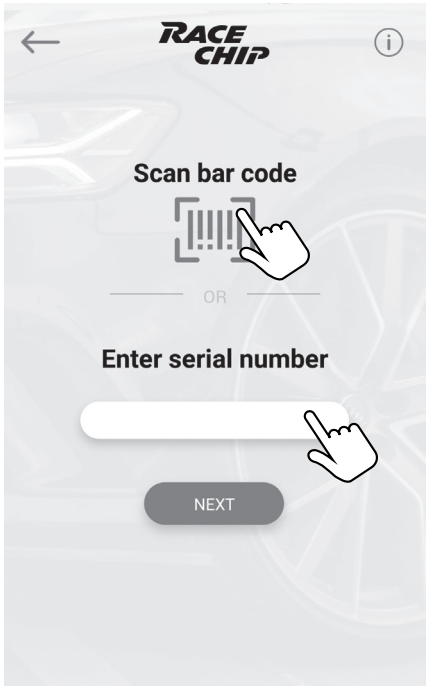 RACE
CHIP
Scan bar code
OR
Enter serial number
NEXT